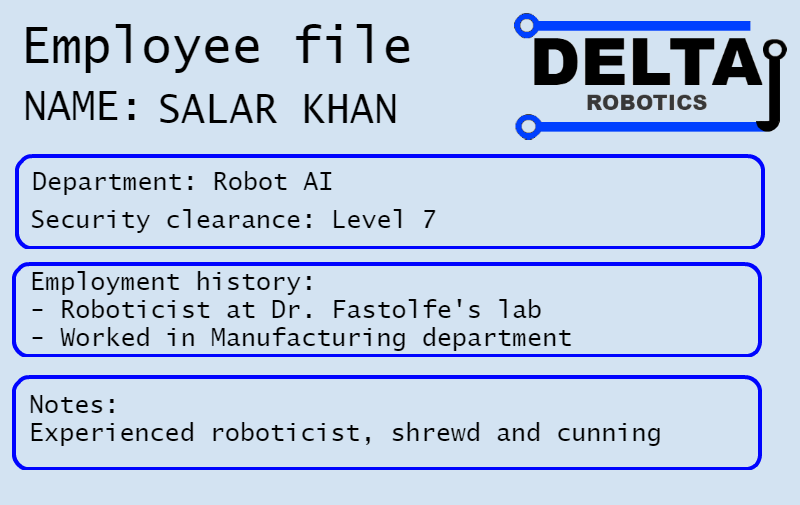 Employee file
NAME: SALAR KHAN
DELTA
ROBOTICS
Department: Robot AI
Security clearance: Level 7
Employment history:
- Roboticist at Dr. Fastolfe's lab
- Worked in Manufacturing department
Notes:
Experienced roboticist, shrewd and cunning